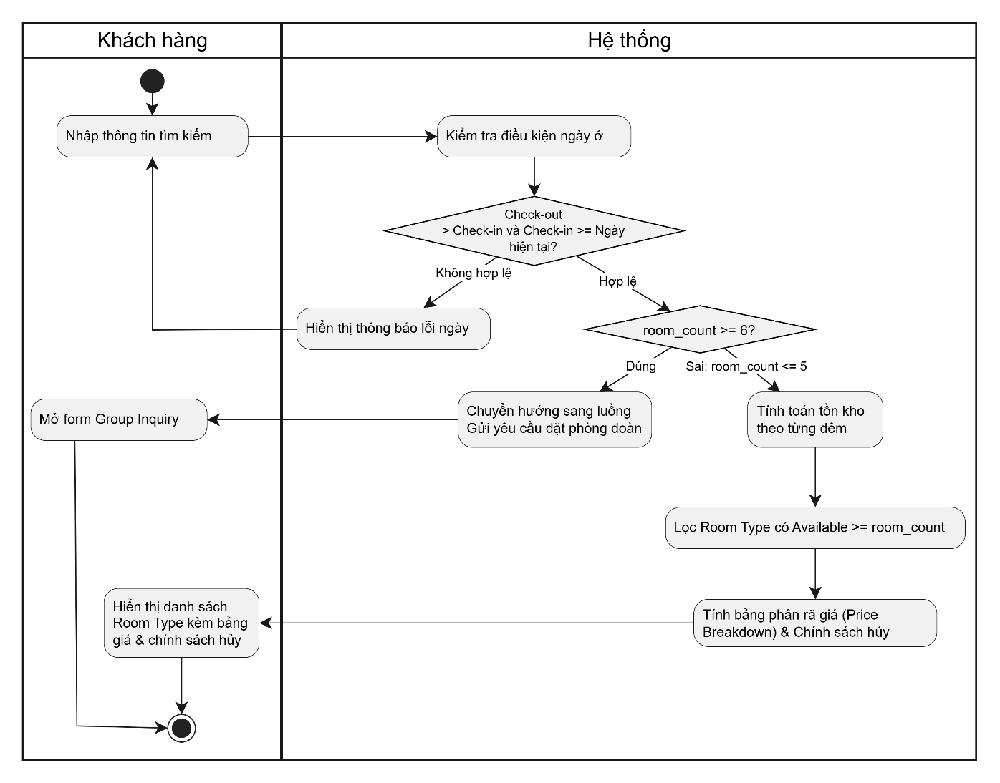 Khách hàng
Hệ thống
Nhập thông tin tìm kiếm
Kiểm tra điều kiện ngày ở
Check-out
> Check-in và Check-in >= Ngày
hiện tại?
Không hợp lệ
Hợp lệ
Hiển thị thông báo lỗi ngày
room_count >= 6?
Đúng
Sai: room_count <= 5
Mở form Group Inquiry
Chuyển hướng sang luồng
Gửi yêu cầu đặt phòng đoàn
Tính toán tồn kho
theo từng đêm
Lọc Room Type có Available >= room_count
Hiển thị danh sách
Room Type kèm bảng
giá & chính sách hủy
Tính bảng phân rã giá (Price
Breakdown) & Chính sách hủy